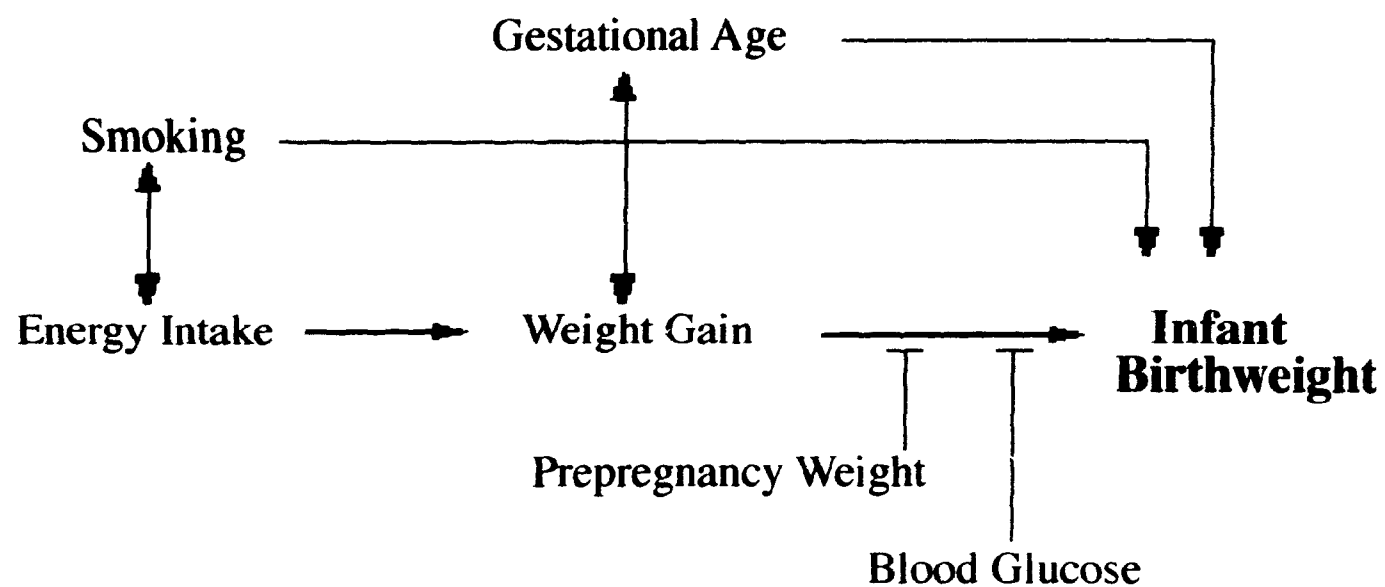 Gestational Age
Smoking
Energy Intake
Weight Gain
Infant
Birthweight
Prepregnancy Weight
Blood Glucose